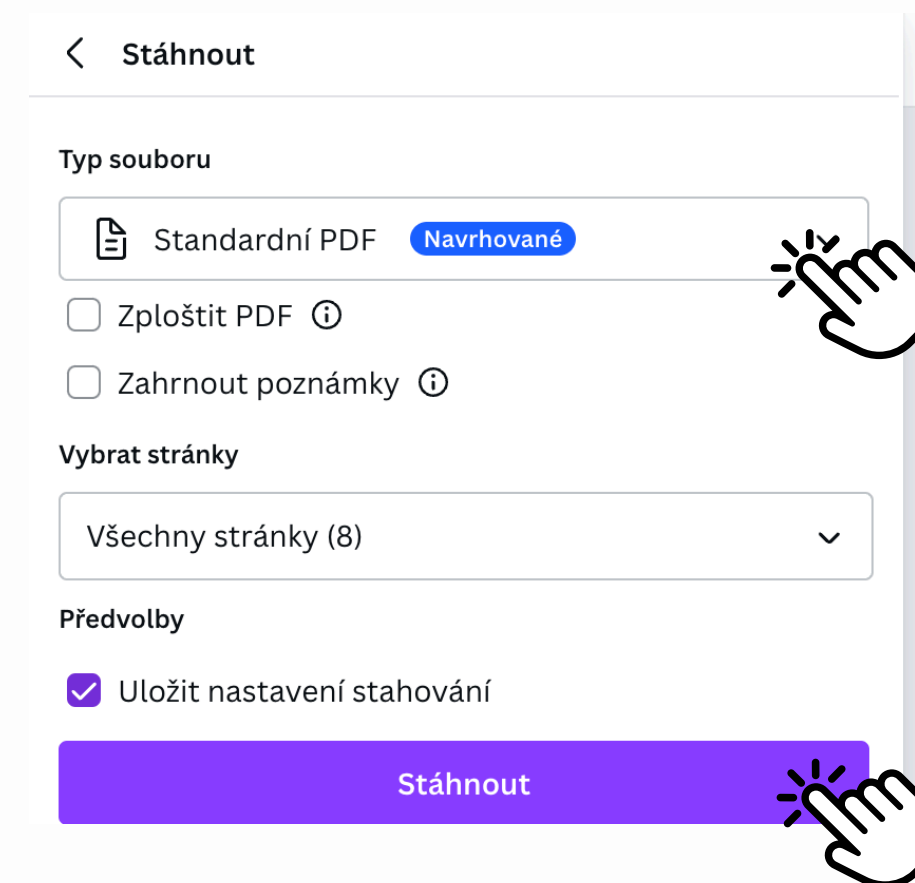 Stáhnout
Typ souboru
Standardní PDF Navrhované
Zploštit PDF
Zahrnout poznámky
Vybrat stránky
Všechny stránky (8)
Předvolby
Uložit nastavení stahování
Stáhnout